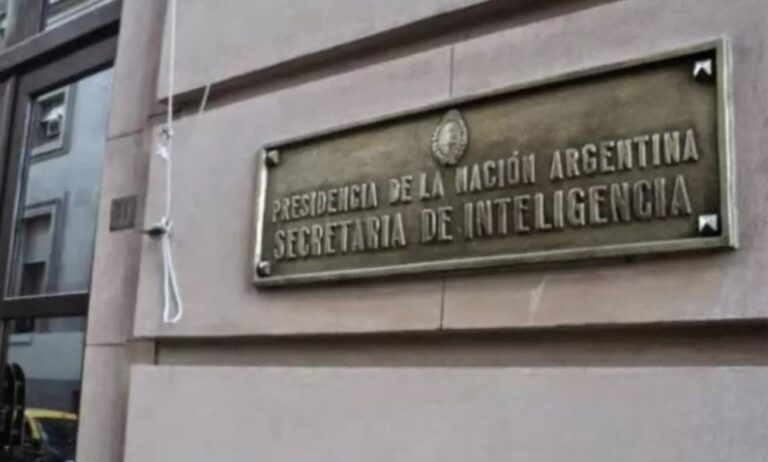 PRESIDENCIA DE LA NACIÓN ARGENTINA
SECRETARIA DE INTELIGENCIA